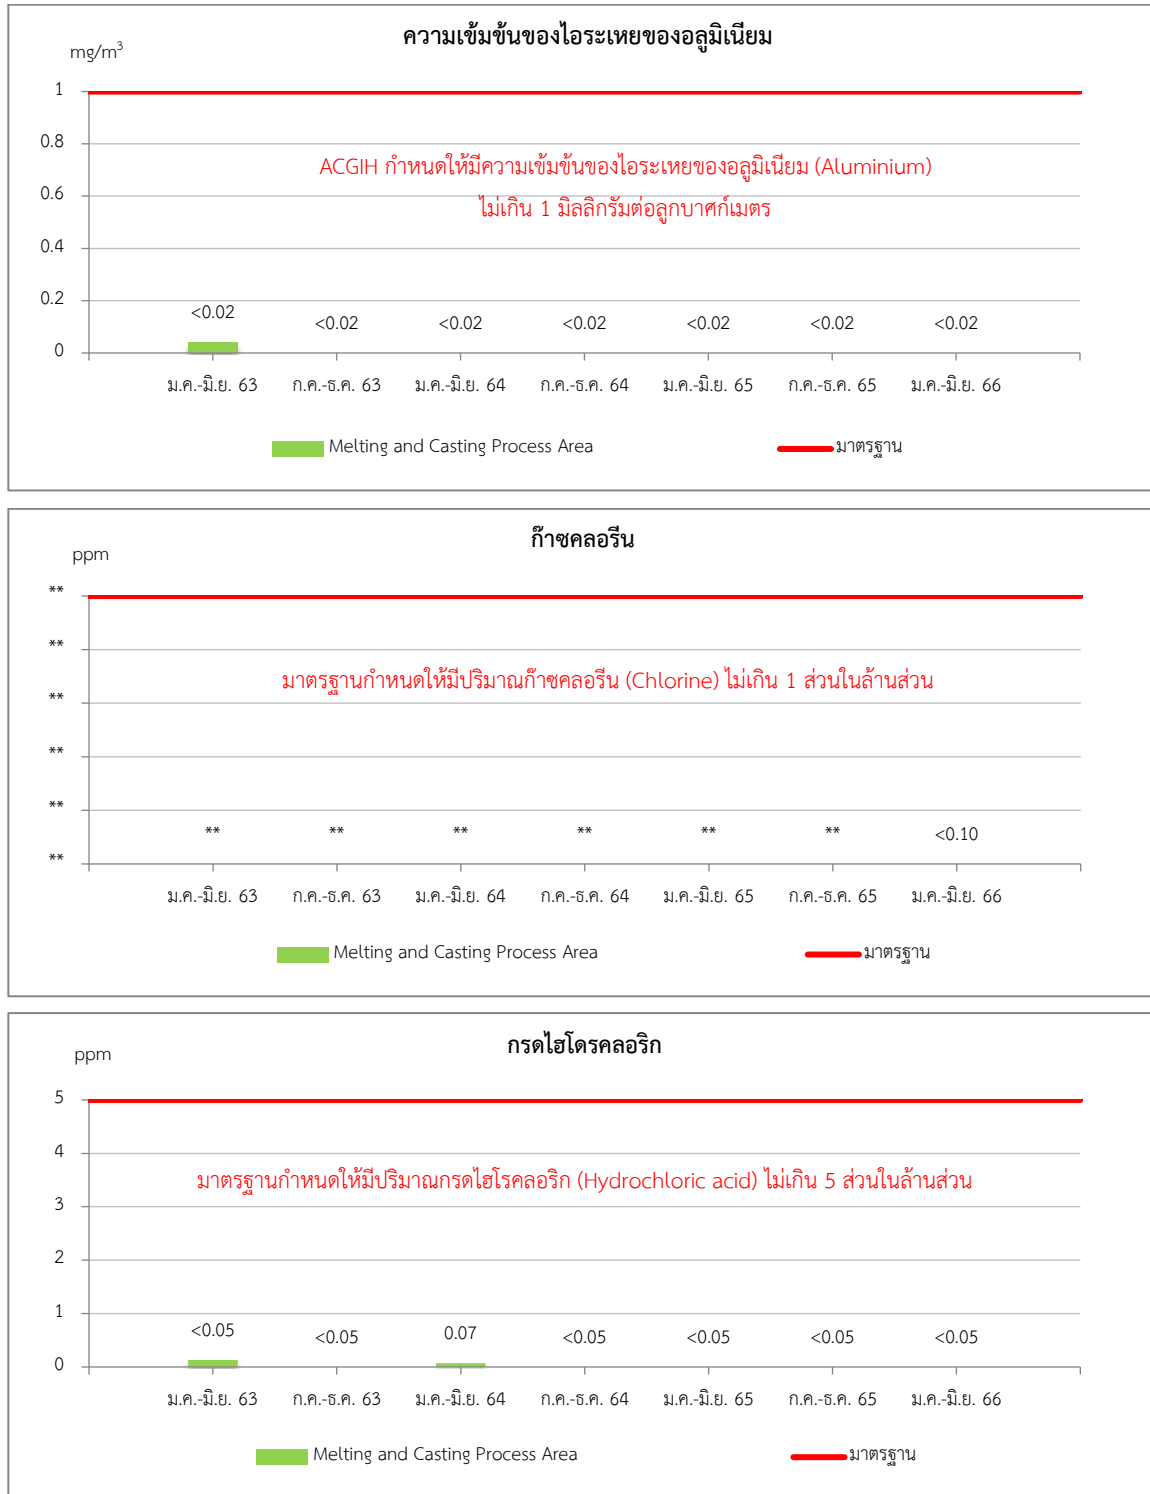 ความเข้มข้นของไอระเหยของอลูมิเนียม
mg/m³
1
0.8
0.6
0.4
0.2
0
ACGIH กำหนดให้มีความเข้มข้นของไอระเหยของอลูมิเนียม (Aluminium)
ไม่เกิน 1 มิลลิกรัมต่อลูกบาศก์เมตร
<0.02 <0.02 <0.02 <0.02 <0.02 <0.02 <0.02
ม.ค.-มิ.ย. 63 ก.ค.-ธ.ค. 63 ม.ค.-มิ.ย. 64 ก.ค.-ธ.ค. 64 ม.ค.-มิ.ย. 65 ก.ค.-ธ.ค. 65 ม.ค.-มิ.ย. 66
Melting and Casting Process Area มาตรฐาน
ก๊าซคลอรีน
ppm
**
**
**
**
**
**
มาตรฐานกำหนดให้มีปริมาณก๊าซคลอรีน (Chlorine) ไม่เกิน 1 ส่วนในล้านส่วน
** ** ** ** ** ** <0.10
ม.ค.-มิ.ย. 63 ก.ค.-ธ.ค. 63 ม.ค.-มิ.ย. 64 ก.ค.-ธ.ค. 64 ม.ค.-มิ.ย. 65 ก.ค.-ธ.ค. 65 ม.ค.-มิ.ย. 66
Melting and Casting Process Area มาตรฐาน
กรดไฮโดรคลอริก
ppm
5
4
3
2
1
0
มาตรฐานกำหนดให้มีปริมาณกรดไฮโรคลอริก (Hydrochloric acid) ไม่เกิน 5 ส่วนในล้านส่วน
<0.05 <0.05 0.07 <0.05 <0.05 <0.05 <0.05
ม.ค.-มิ.ย. 63 ก.ค.-ธ.ค. 63 ม.ค.-มิ.ย. 64 ก.ค.-ธ.ค. 64 ม.ค.-มิ.ย. 65 ก.ค.-ธ.ค. 65 ม.ค.-มิ.ย. 66
Melting and Casting Process Area มาตรฐาน